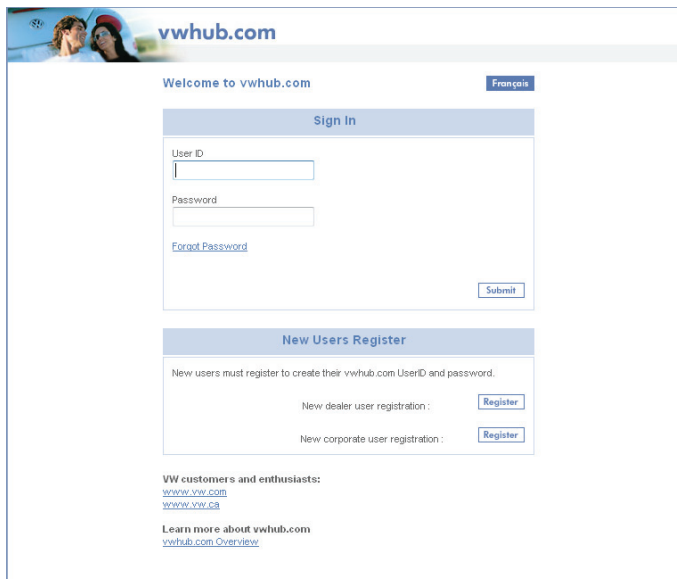 vwhub.com
Welcome to vwhub.com
Français
Sign In
User ID
Password
Forgot Password
Submit
New Users Register
New users must register to create their vwhub.com UserID and password.
New dealer user registration :
Register
New corporate user registration :
Register
VW customers and enthusiasts:
www.vw.com
www.vw.ca
Learn more about vwhub.com
vwhub.com Overview